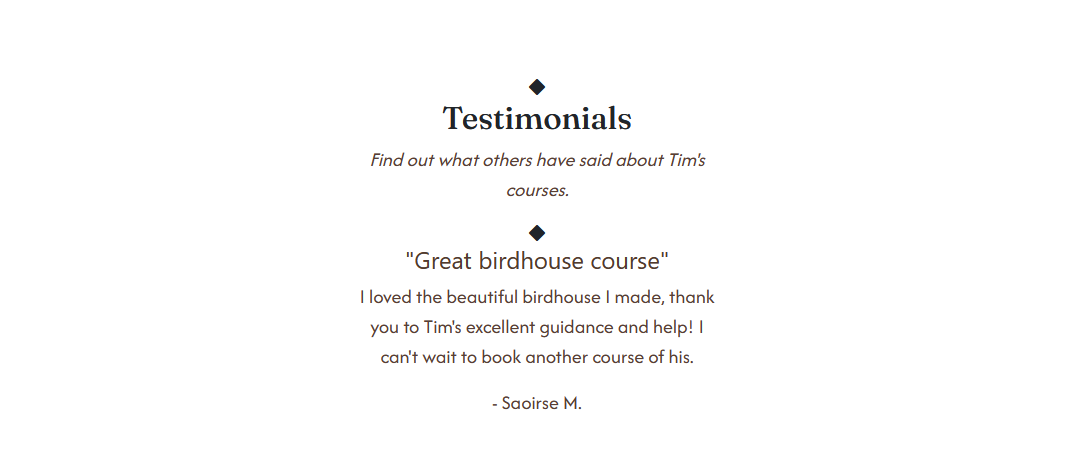 Testimonials
Find out what others have said about Tim's
courses.
"Great birdhouse course"
I loved the beautiful birdhouse I made, thank
you to Tim's excellent guidance and help! I
can't wait to book another course of his.
- Saoirse M.